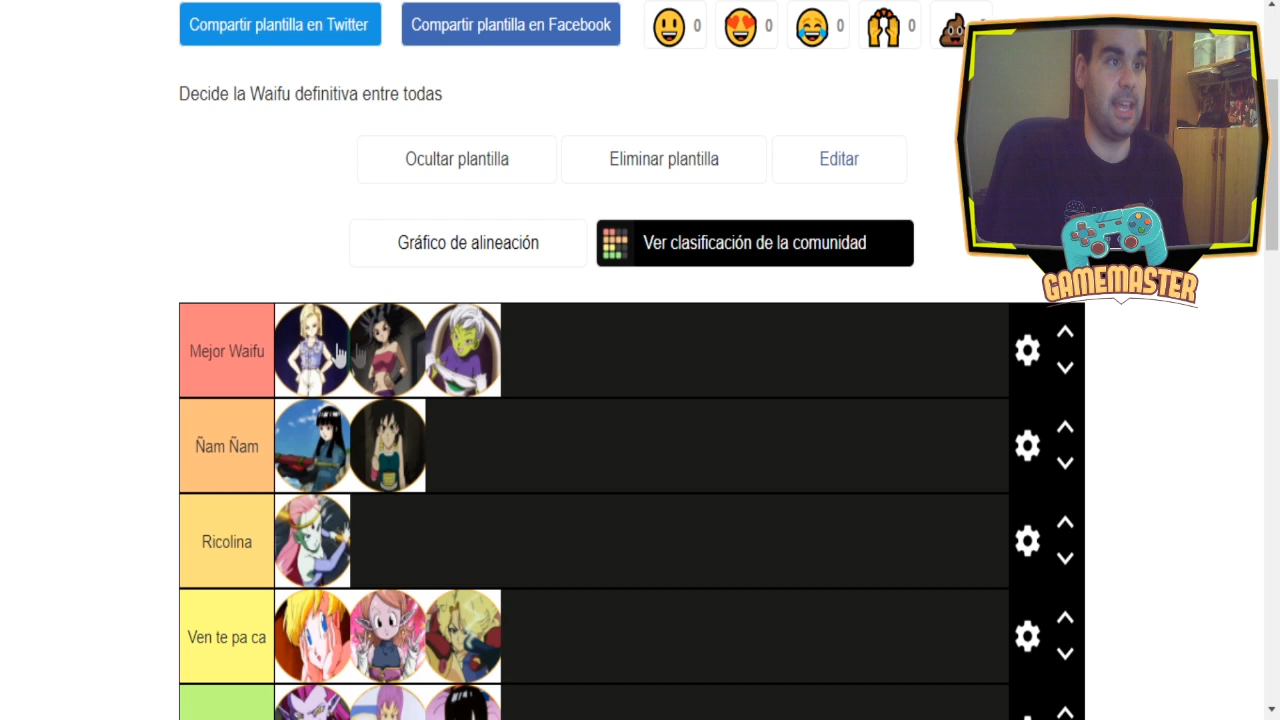 Compartir plantilla en Twitter
Compartir plantilla en Facebook
0
0
0
0
Decide la Waifu definitiva entre todas
Ocultar plantilla
Eliminar plantilla
Editar
Gráfico de alineación
Ver clasificación de la comunidad
GAMEMASTER
Mejor Waifu
Ñam Ñam
Ricolina
Ven te pa ca